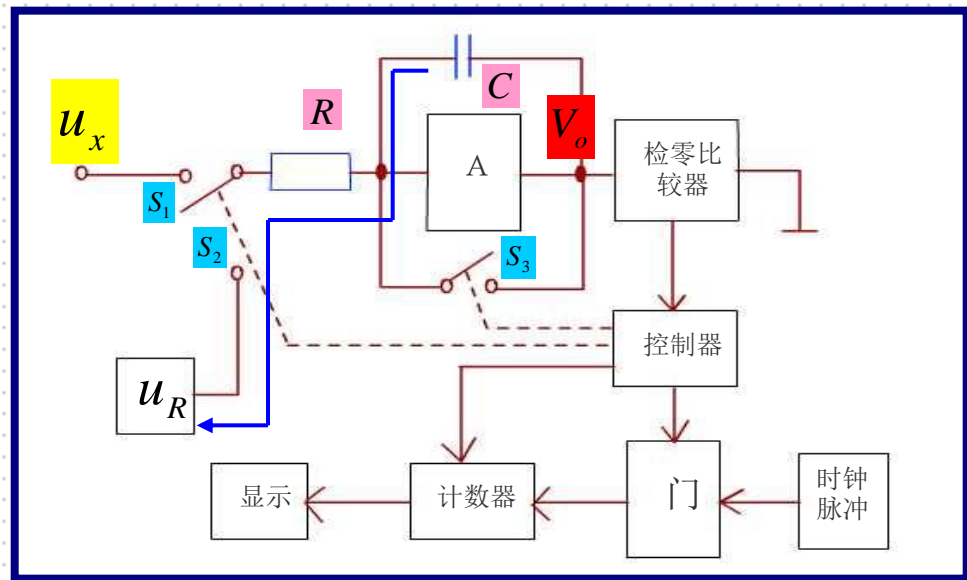 C
R
V_o
u_x
A
检零比
较器
S_1
S_2
S_3
控制器
u_R
显示
计数器
门
时钟
脉冲